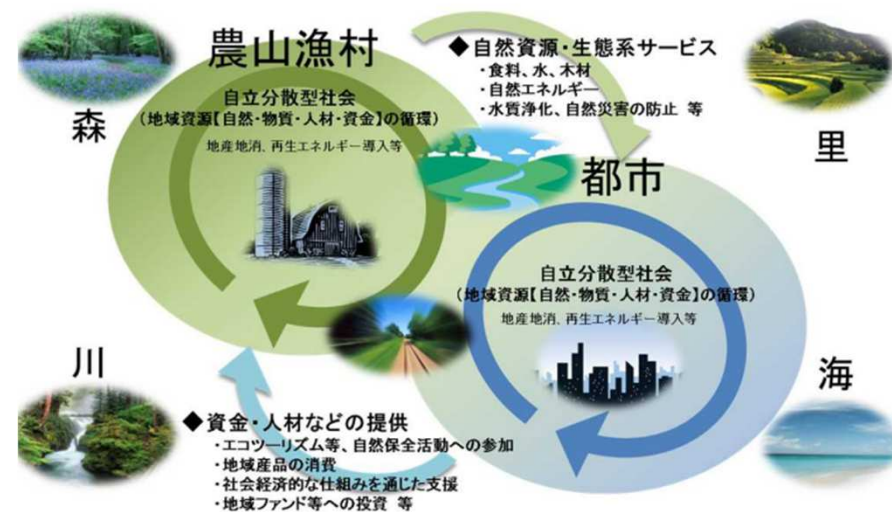 農山漁村
森
自立分散型社会
(地域資源【自然・物質・人材・資金】の循環)
地産地消、再生エネルギー導入等
◆自然資源・生態系サービス
・食料、水、木材
・自然エネルギー
・水質浄化、自然災害の防止 等
里
都市
自立分散型社会
(地域資源【自然・物質・人材・資金】の循環)
地産地消、再生エネルギー導入等
川
海
◆資金・人材などの提供
・エコツーリズム等、自然保全活動への参加
・地域産品の消費
・社会経済的な仕組みを通じた支援
・地域ファンド等への投資 等